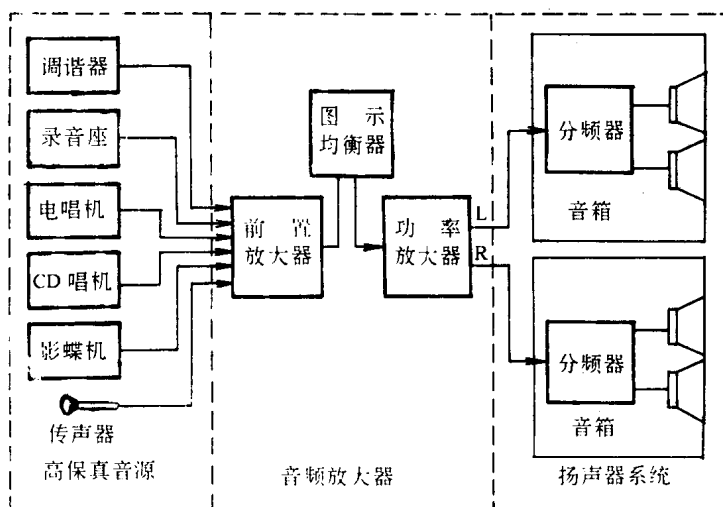 调谐器
录音座
电唱机
CD唱机
影蝶机
传声器
高保真音源
前置
放大器
图示
均衡器
功率
放大器
音频放大器
L
R
分频器
音箱
分频器
音箱
扬声器系统